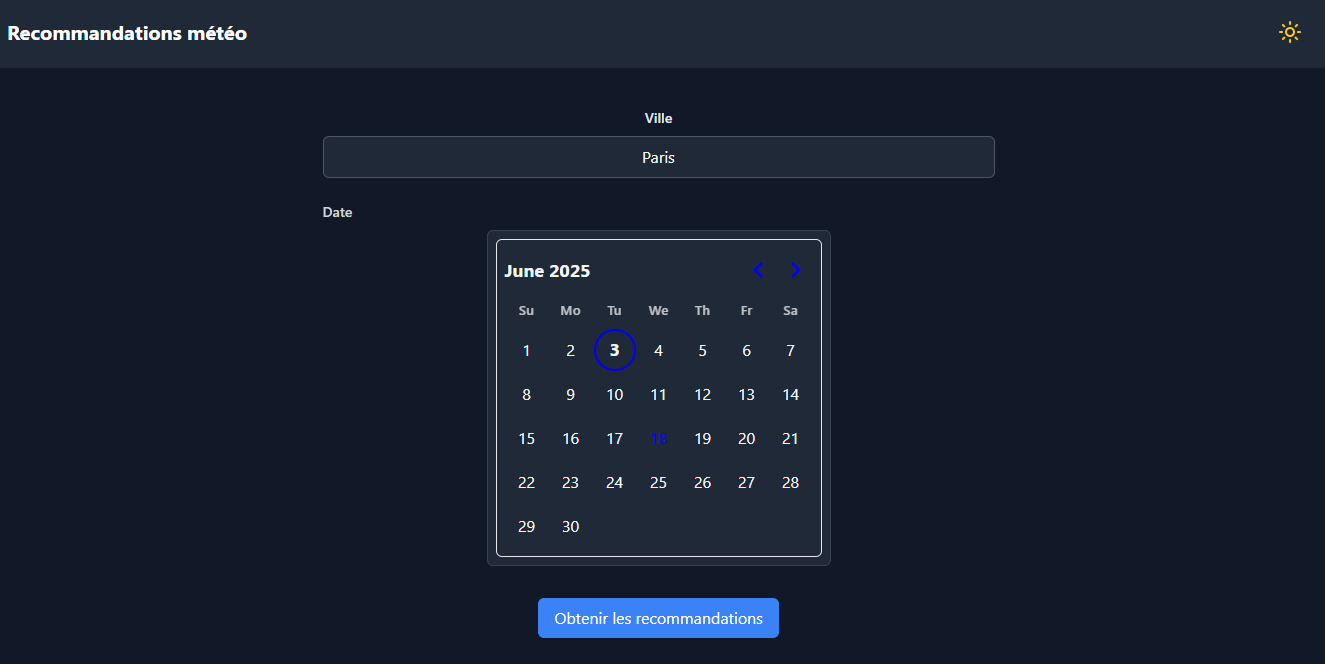 Recommandations météo
Ville
Paris
Date
June 2025
Su Mo Tu We Th Fr Sa
1 2 3 4 5 6 7
8 9 10 11 12 13 14
15 16 17 18 19 20 21
22 23 24 25 26 27 28
29 30
Obtenir les recommandations